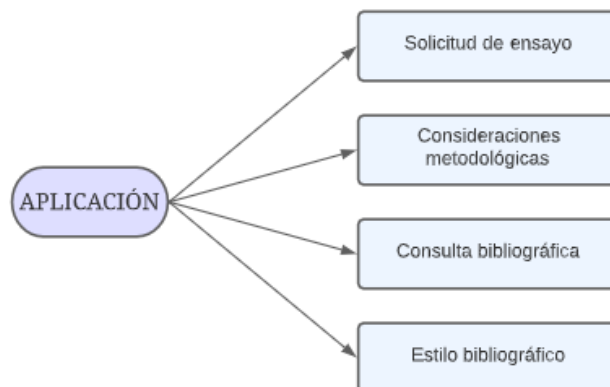 Solicitud de ensayo
Consideraciones
metodológicas
APLICACIÓN
Consulta bibliográfica
Estilo bibliográfico